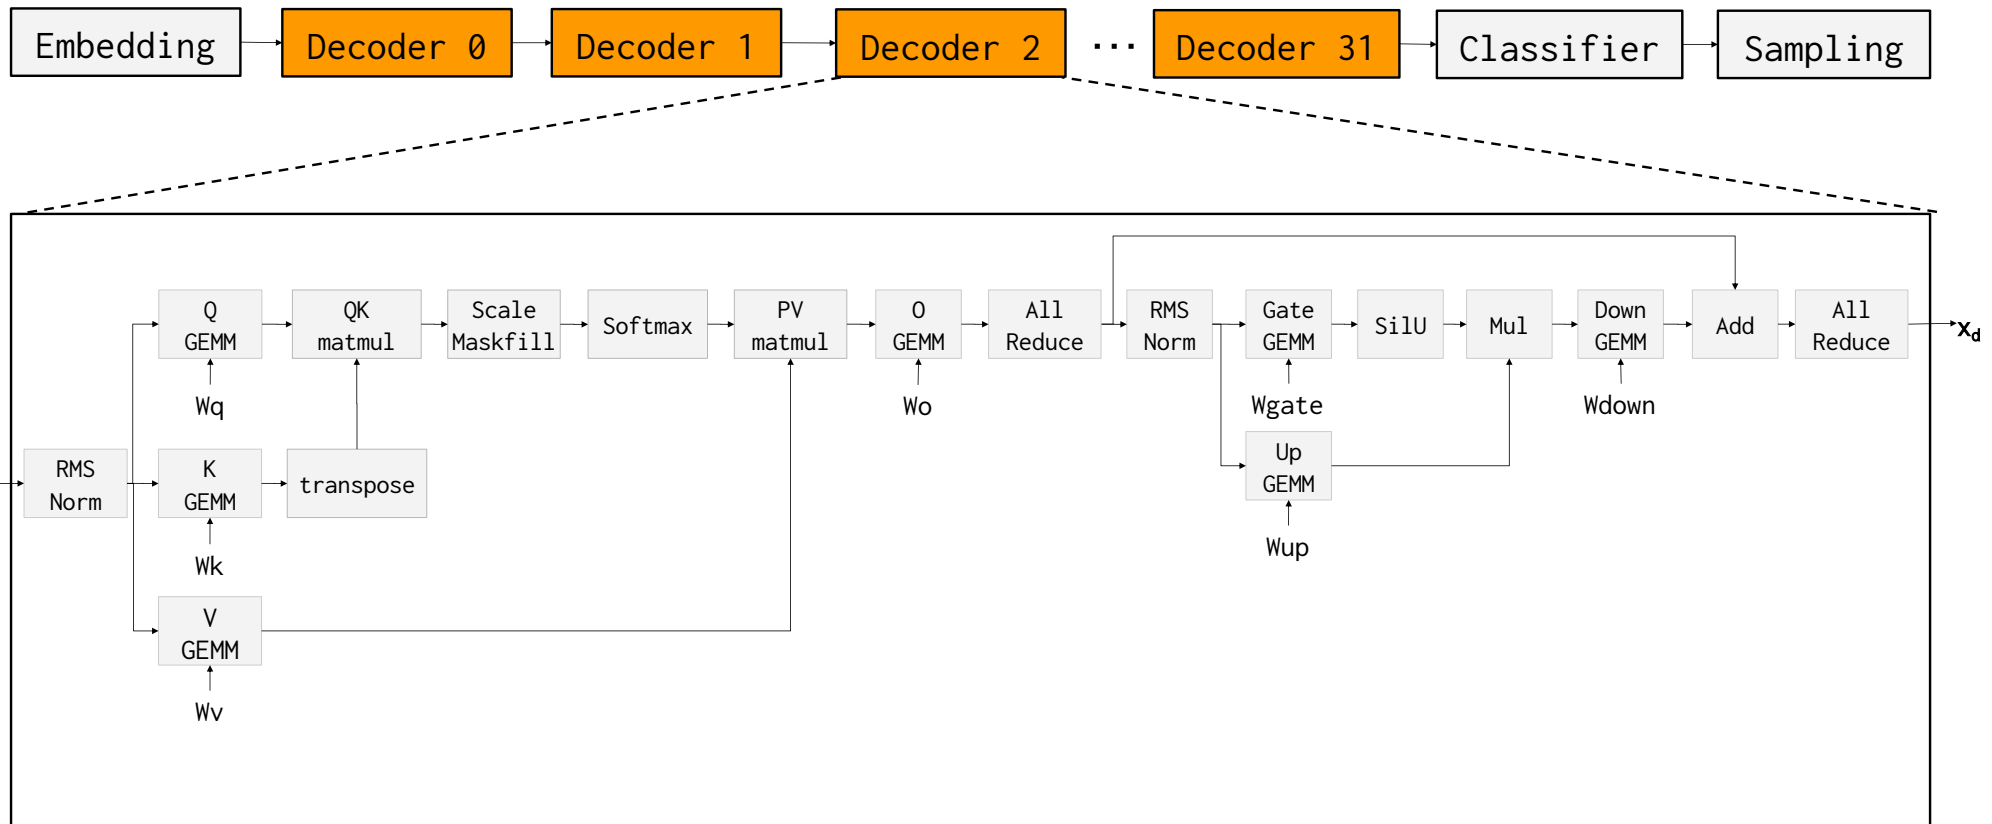 Embedding
Decoder 0
Decoder 1
Decoder 2
...
Decoder 31
Classifier
Sampling
Q
GEMM
QK
matmul
Scale
Maskfill
Softmax
PV
matmul
O
GEMM
All
Reduce
RMS
Norm
Gate
GEMM
SilU
Mul
Down
GEMM
Add
All
Reduce
xd
Wq
Wo
Wgate
Wdown
RMS
Norm
K
GEMM
transpose
Up
GEMM
Wk
Wup
V
GEMM
Wv